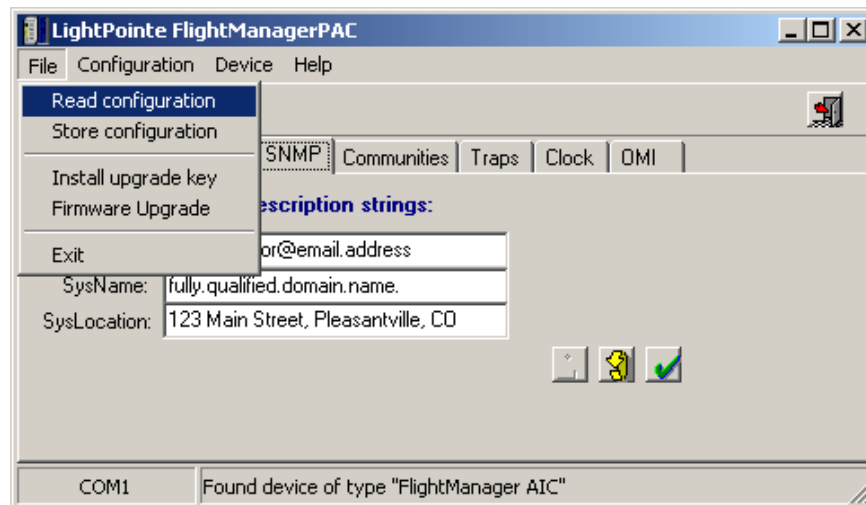 LightPointe FlightManagerPAC
File Configuration Device Help
Read configuration
Store configuration
SNMP Communities Traps Clock OMI
Install upgrade key
Firmware Upgrade
escription strings:
Exit
or@email.address
SysName: fully.qualified.domain.name.
SysLocation: 123 Main Street, Pleasantville, CO
COM1 Found device of type "FlightManager AIC"